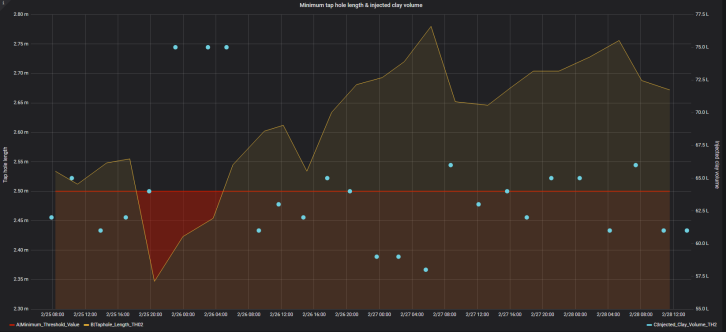 Minimum tap hole length & injected clay volume
2.80 m
2.75 m
2.70 m
2.65 m
2.60 m
2.55 m
2.50 m
2.45 m
2.40 m
2.35 m
2.30 m
Tap hole length
77.5 L
75.0 L
72.5 L
70.0 L
67.5 L
65.0 L
62.5 L
60.0 L
57.5 L
55.0 L
Injected clay volume
2/25 08:00
2/25 12:00
2/25 16:00
2/25 20:00
2/26 00:00
2/26 04:00
2/26 08:00
2/26 12:00
2/26 16:00
2/26 20:00
2/27 00:00
2/27 04:00
2/27 08:00
2/27 12:00
2/27 16:00
2/27 20:00
2/28 00:00
2/28 04:00
2/28 08:00
2/28 12:00
A)Minimum_Threshold_Value
B)Taphole_Length_TH02
C)Injected_Clay_Volume_TH2